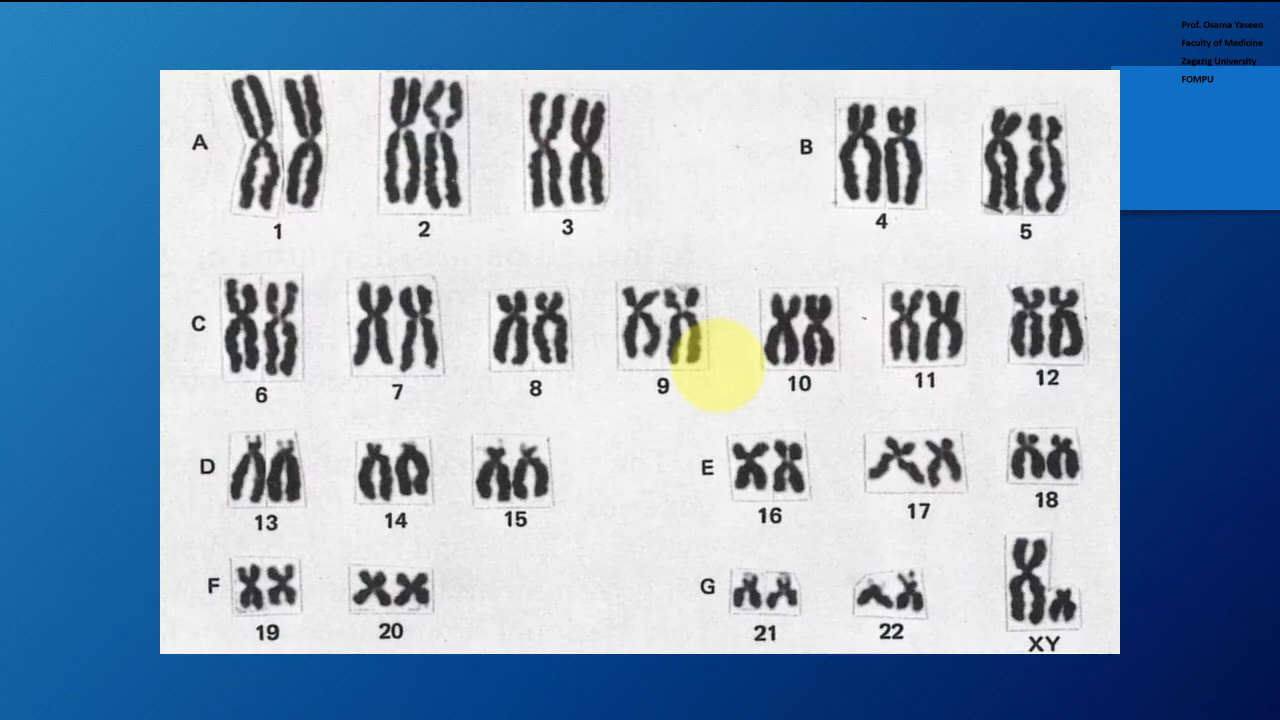 Prof. Osama Yaseen
Faculty of Medicine
Zagazig University
FOMPU
A
1
2
3
B
4
5
C
6
7
8
9
10
11
12
D
13
14
15
E
16
17
18
F
19
20
G
21
22
XY